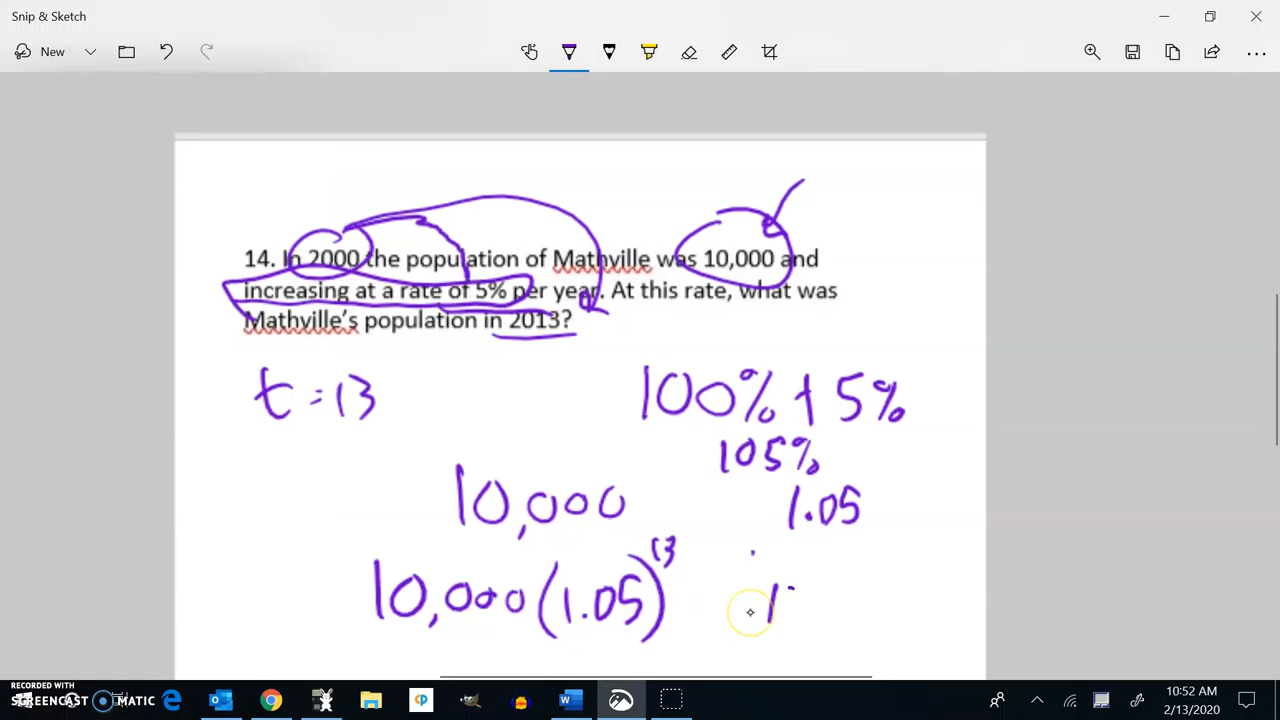 Snip & Sketch
New
14. In 2000 the population of Mathville was 10,000 and
increasing at a rate of 5% per year. At this rate, what was
Mathville's population in 2013?
t = 13
100% + 5%
105%
10,000
1.05
10,000(1.05)^13
1
RECORDED WITH
SCREENCAST MATIC
10:52 AM
2/13/2020